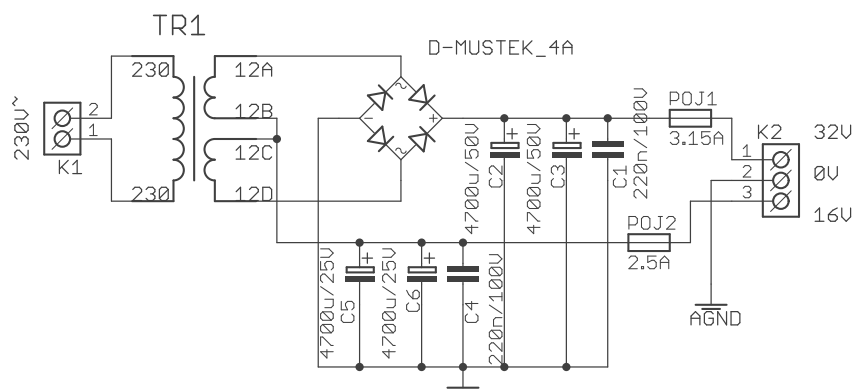 TR1
D-MUSTEK_4A
230V~
K1
2
1
230
230
12A
12B
12C
12D
~
-
+
~
4700u/50V
+
C2
4700u/50V
+
C3
C1
220n/100V
POJ1
3.15A
K2
1
2
3
32V
0V
16V
POJ2
2.5A
4700u/25V
+
C5
4700u/25V
+
C6
C4
220n/100V
AGND